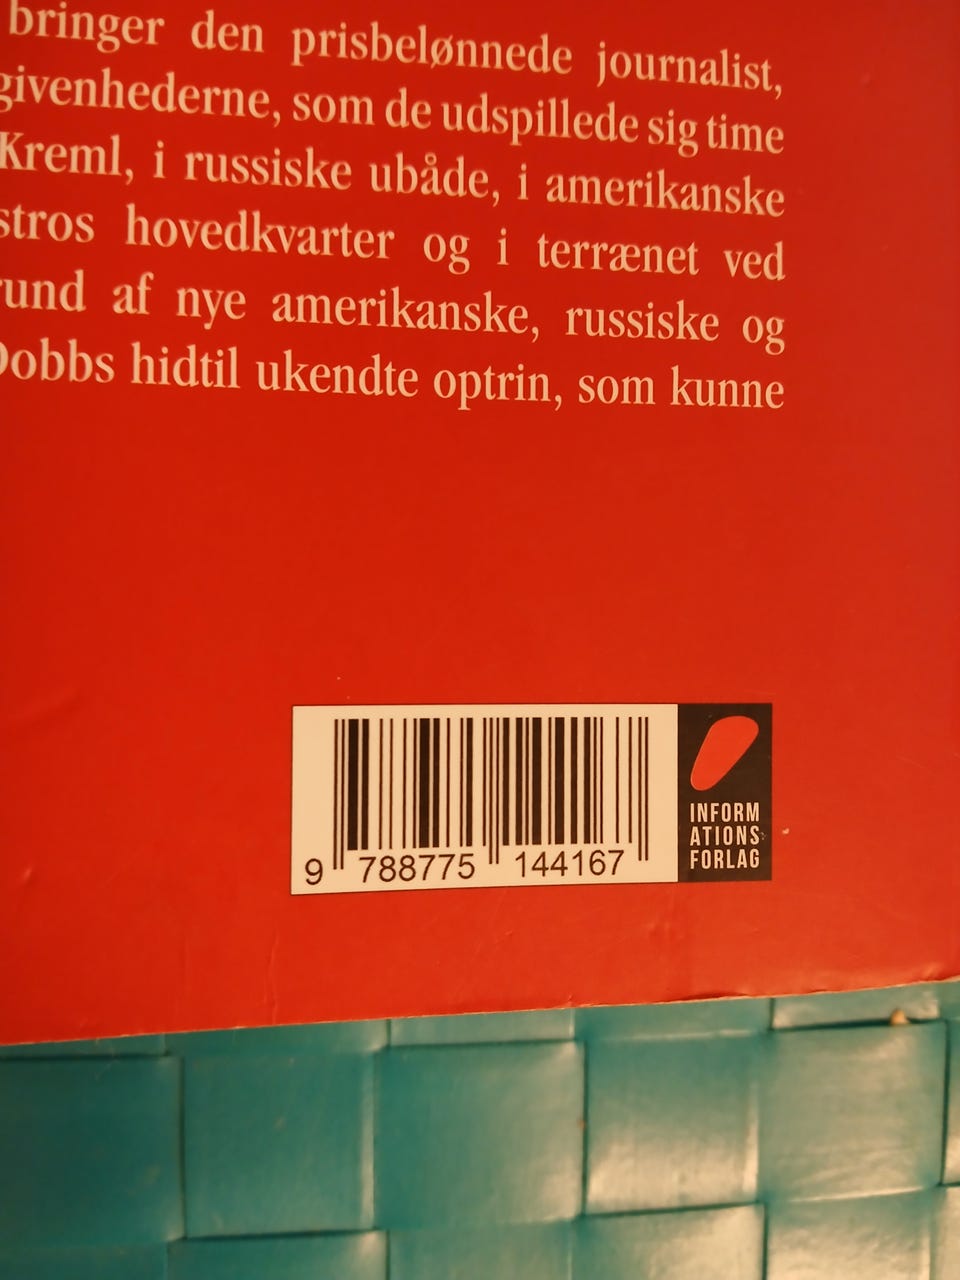 bringer den prisbelønnede journalist,
givenhederne, som de udspillede sig time
Kreml, i russiske ubåde, i amerikanske
stros hovedkvarter og i terrænet ved
rund af nye amerikanske, russiske og
Dobbs hidtil ukendte optrin, som kunne
9 788775 144167
INFORM
ATIONS
FORLAG